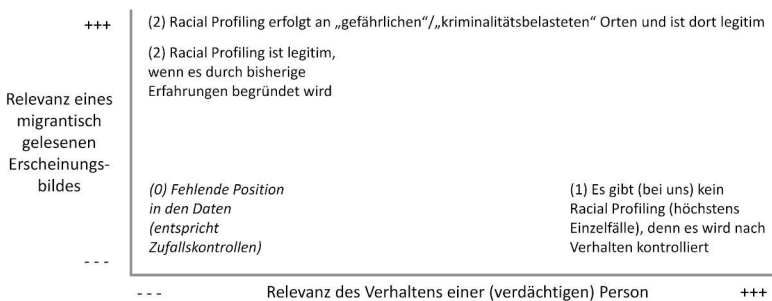 +++
(2) Racial Profiling erfolgt an „gefährlichen“/„kriminalitätsbelasteten“ Orten und ist dort legitim
(2) Racial Profiling ist legitim,
wenn es durch bisherige
Erfahrungen begründet wird
Relevanz eines
migrantisch
gelesenen
Erscheinungs-
bildes
(0) Fehlende Position
in den Daten
(entspricht
Zufallskontrollen)
(1) Es gibt (bei uns) kein
Racial Profiling (höchstens
Einzelfälle), denn es wird nach
Verhalten kontrolliert
- - -
- - -
Relevanz des Verhaltens einer (verdächtigen) Person
+++